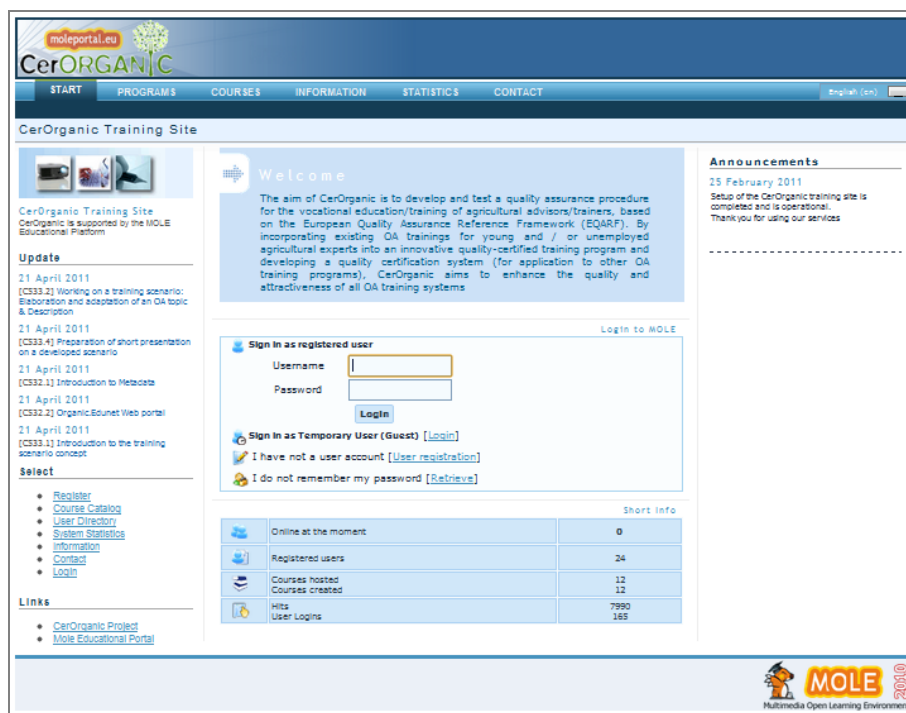 moleportal.eu
CerORGANIC
START PROGRAMS COURSES INFORMATION STATISTICS CONTACT
English (en)
CerOrganic Training Site
CerOrganic Training Site
CerOrganic is supported by the MOLE
Educational Platform
Update
21 April 2011
[CS33.2] Working on a training scenario:
Elaboration and adaptation of an OA topic
& Description
21 April 2011
[CS33.4] Preparation of short presentation
on a developed scenario
21 April 2011
[CS32.1] Introduction to Metadata
21 April 2011
[CS32.2] Organic.Edunet Web portal
21 April 2011
[CS33.1] Introduction to the training
scenario concept
Select
Register
Course Catalog
User Directory
System Statistics
Information
Contact
Login
Links
CerOrganic Project
Mole Educational Portal
Welcome
The aim of CerOrganic is to develop and test a quality assurance procedure
for the vocational education/training of agricultural advisors/trainers, based
on the European Quality Assurance Reference Framework (EQARF). By
incorporating existing OA trainings for young and / or unemployed
agricultural experts into an innovative quality-certified training program and
developing a quality certification system (for application to other OA
training programs), CerOrganic aims to enhance the quality and
attractiveness of all OA training systems
Login to MOLE
Sign in as registered user
Username
Password
Login
Sign in as Temporary User (Guest) [Login]
I have not a user account [User registration]
I do not remember my password [Retrieve]
Short Info
Online at the moment 0
Registered users 24
Courses hosted 12
Courses created 12
Hits 7990
User Logins 165
Announcements
25 February 2011
Setup of the CerOrganic training site is
completed and is operational.
Thank you for using our services
MOLE 2010
Multimedia Open Learning Environment